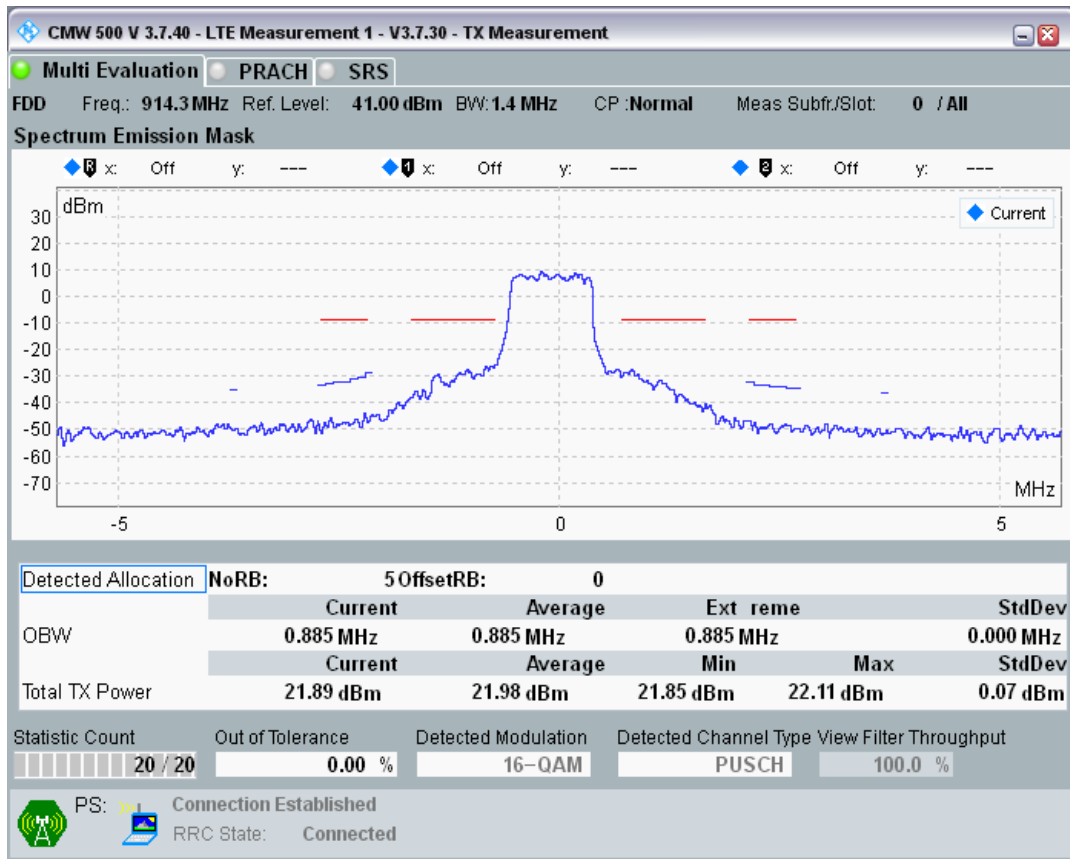 CMW 500 V 3.7.40 - LTE Measurement 1 - V3.7.30 - TX Measurement
Multi Evaluation PRACH SRS
FDD Freq.: 914.3 MHz Ref. Level: 41.00 dBm BW: 1.4 MHz CP :Normal Meas Subfr./Slot: 0 / All
Spectrum Emission Mask
R x: Off y: --- 1 x: Off y: --- 2 x: Off y: ---
dBm
Current
30
20
10
0
-10
-20
-30
-40
-50
-60
-70
MHz
-5 0 5
Detected Allocation NoRB: 5 OffsetRB: 0
Current Average Ext reme StdDev
OBW 0.885 MHz 0.885 MHz 0.885 MHz 0.000 MHz
Current Average Min Max StdDev
Total TX Power 21.89 dBm 21.98 dBm 21.85 dBm 22.11 dBm 0.07 dBm
Statistic Count Out of Tolerance Detected Modulation Detected Channel Type View Filter Throughput
20 / 20 0.00 % 16-QAM PUSCH 100.0 %
PS: Connection Established
RRC State: Connected